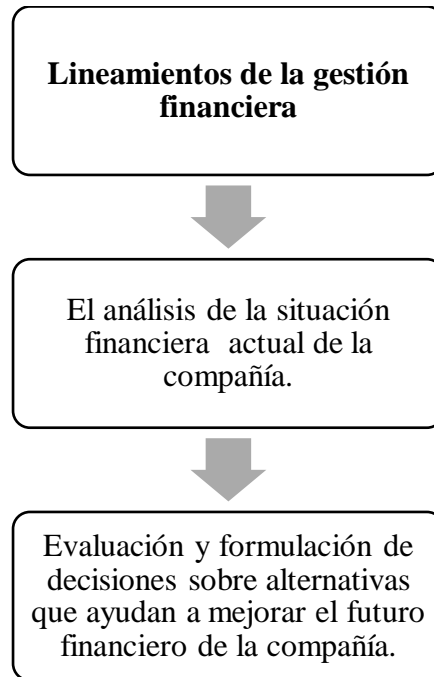 Lineamientos de la gestión
financiera
El análisis de la situación
financiera actual de la
compañía.
Evaluación y formulación de
decisiones sobre alternativas
que ayudan a mejorar el futuro
financiero de la compañía.